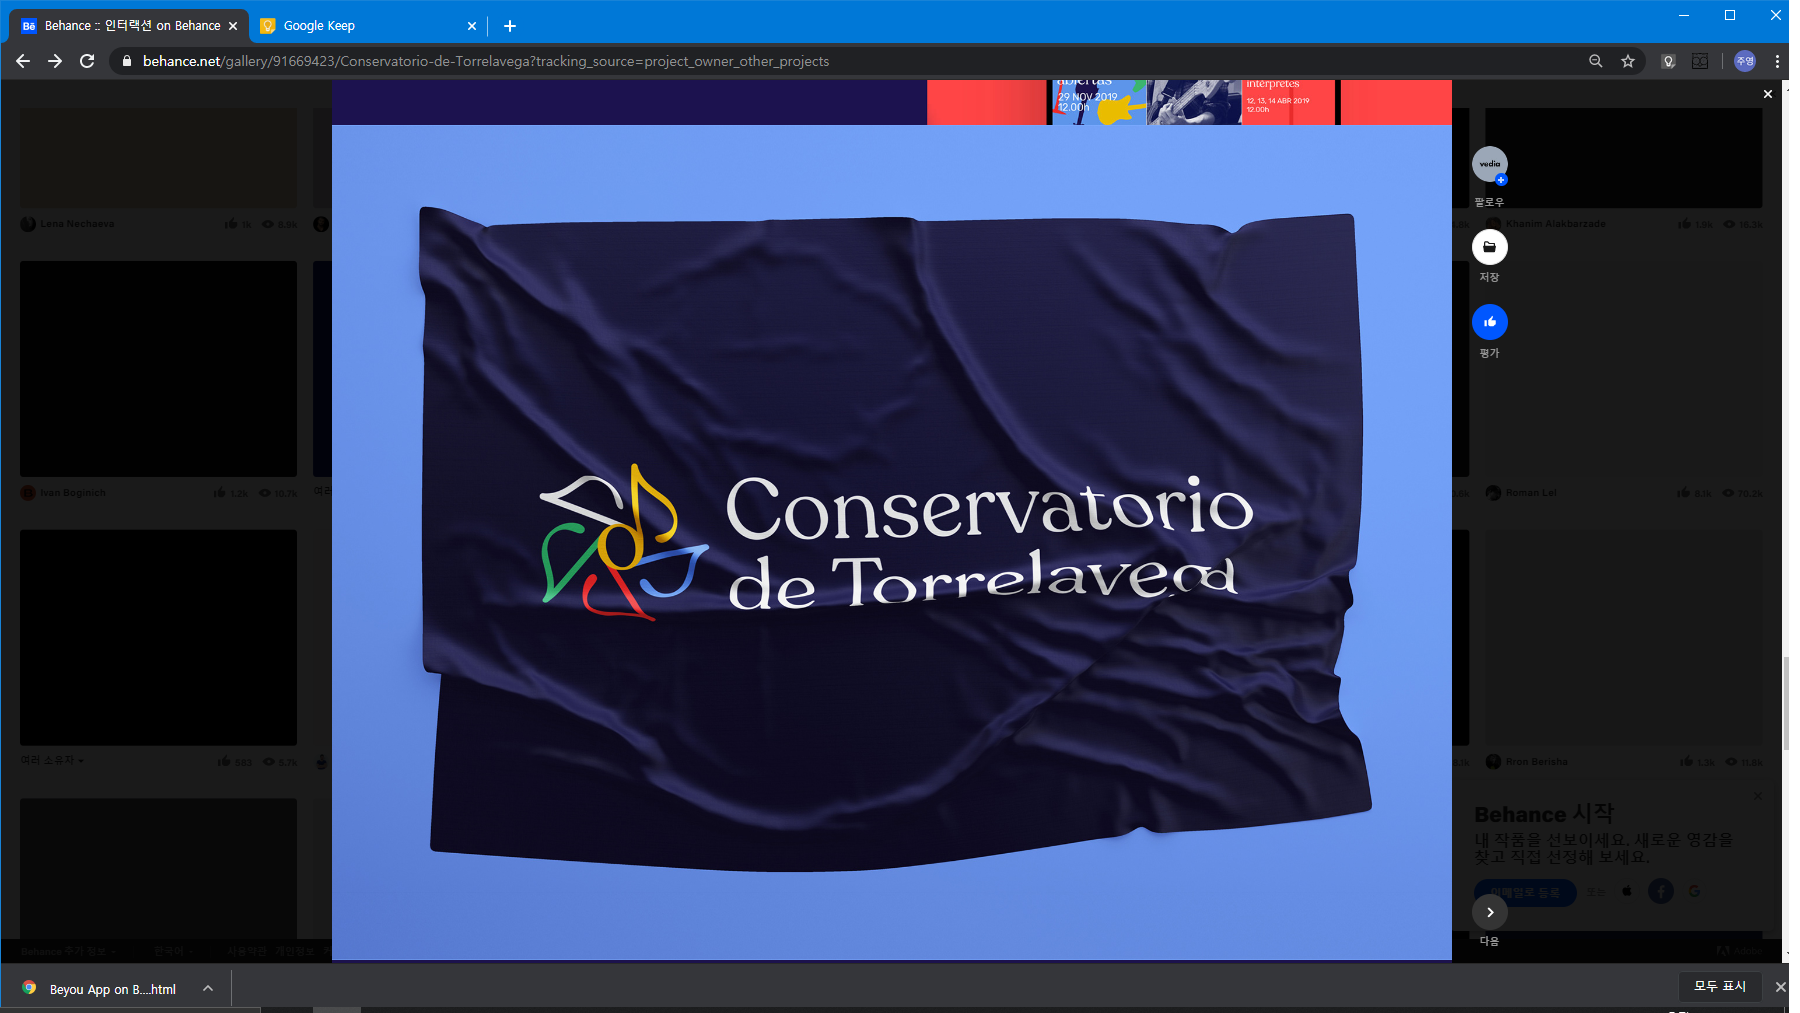 Bē Behance :: 인터랙션 on Behance
Google Keep
behance.net/gallery/91669423/Conservatorio-de-Torrelavega?tracking_source=project_owner_other_projects
주영
abiertas
29 NOV 2019
12.00h
intérpretes
12, 13, 14 ABR 2019
12.00h
vedia
팔로우
저장
평가
Lena Nechaeva
1k
8.9k
Khanim Alakbarzade
1.9k
16.3k
Conservatorio
de Torrelavega
Ivan Boginich
1.2k
10.7k
여러
Roman Lel
8.1k
70.2k
여러 소유자
583
5.7k
Rron Berisha
1.3k
11.8k
Behance 시작
내 작품을 선보이세요. 새로운 영감을
찾고 직접 선정해 보세요.
이메일로 등록
또는
다음
Behance 추가 정보
한국어
사용약관
개인정보
Adobe
Beyou App on B....html
모두 표시